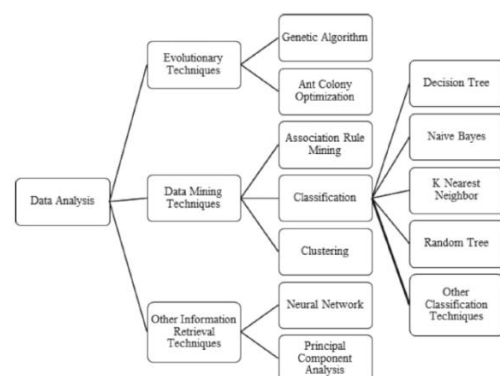 Data Analysis
Evolutionary
Techniques
Genetic Algorithm
Ant Colony
Optimization
Data Mining
Techniques
Association Rule
Mining
Classification
Decision Tree
Naive Bayes
K Nearest
Neighbor
Random Tree
Other
Classification
Techniques
Clustering
Other Information
Retrieval
Techniques
Neural Network
Principal
Component
Analysis